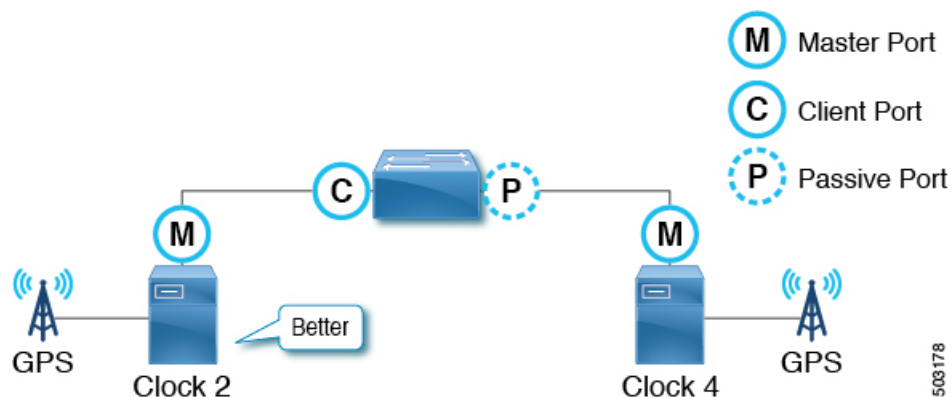 M Master Port
C Client Port
P Passive Port
C
P
M
M
Better
GPS
Clock 2
Clock 4
GPS
503178